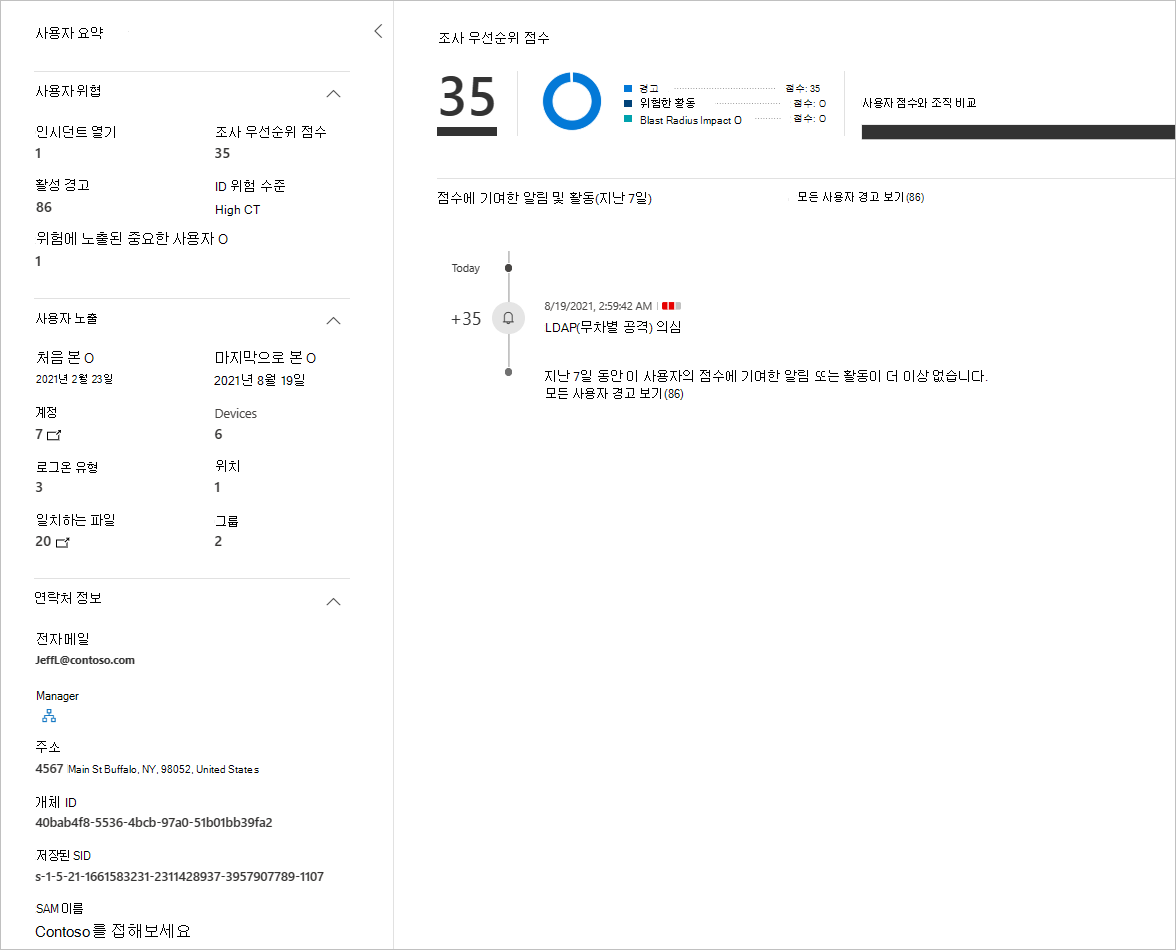 사용자 요약
사용자 위협
인시던트 열기
조사 우선순위 점수
1
35
활성 경고
ID 위험 수준
86
High CT
위험에 노출된 중요한 사용자 O
1
사용자 노출
처음 본 O
마지막으로 본 O
2021년 2월 23일
2021년 8월 19일
계정
Devices
7
6
로그온 유형
위치
3
1
일치하는 파일
그룹
20
2
연락처 정보
전자 메일
JeffL@contoso.com
Manager
주소
4567 Main St Buffalo, NY, 98052, United States
개체 ID
40bab4f8-5536-4bcb-97a0-51b01bb39fa2
저장된 SID
s-1-5-21-1661583231-2311428937-3957907789-1107
SAM 이름
Contoso를 접해보세요
조사 우선순위 점수
35
경고 점수: 35
위험한 활동 점수: O
Blast Radius Impact O 점수: O
사용자 점수와 조직 비교
점수에 기여한 알림 및 활동(지난 7일)
모든 사용자 경고 보기(86)
Today
8/19/2021, 2:59:42 AM
+35
LDAP(무차별 공격) 의심
지난 7일 동안 이 사용자의 점수에 기여한 알림 또는 활동이 더 이상 없습니다.
모든 사용자 경고 보기(86)